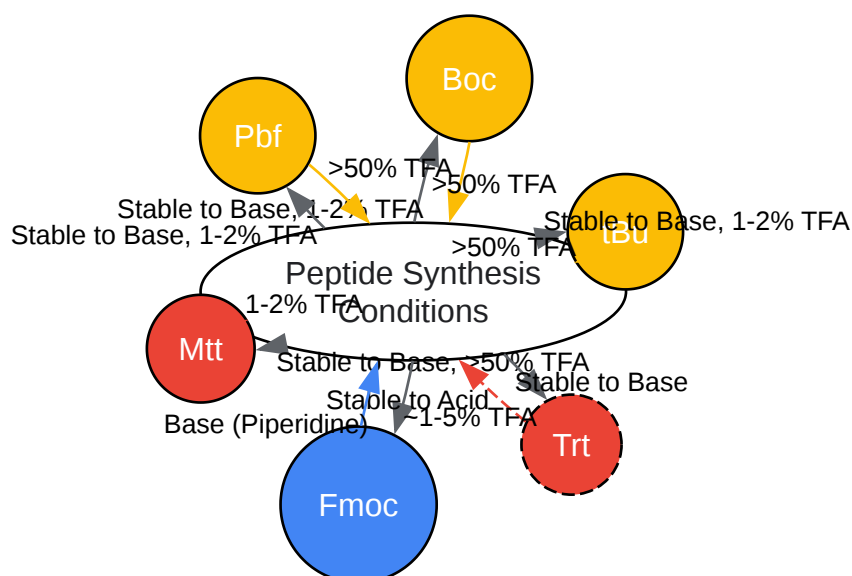 Boc
Pbf
>50% TFA
>50% TFA
Stable to Base, 1-2% TFA
Stable to Base, 1-2% TFA
tBu
Stable to Base, 1-2% TFA
>50% TFA
Peptide Synthesis
Conditions
1-2% TFA
Mtt
Stable to Base, >50% TFA
Stable to Base
Stable to Acid
~1-5% TFA
Base (Piperidine)
Trt
Fmoc